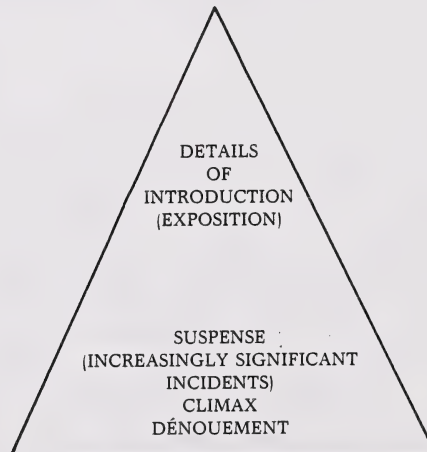 DETAILS
OF
INTRODUCTION
(EXPOSITION)
SUSPENSE
(INCREASINGLY SIGNIFICANT
INCIDENTS)
CLIMAX
DÉNOUEMENT